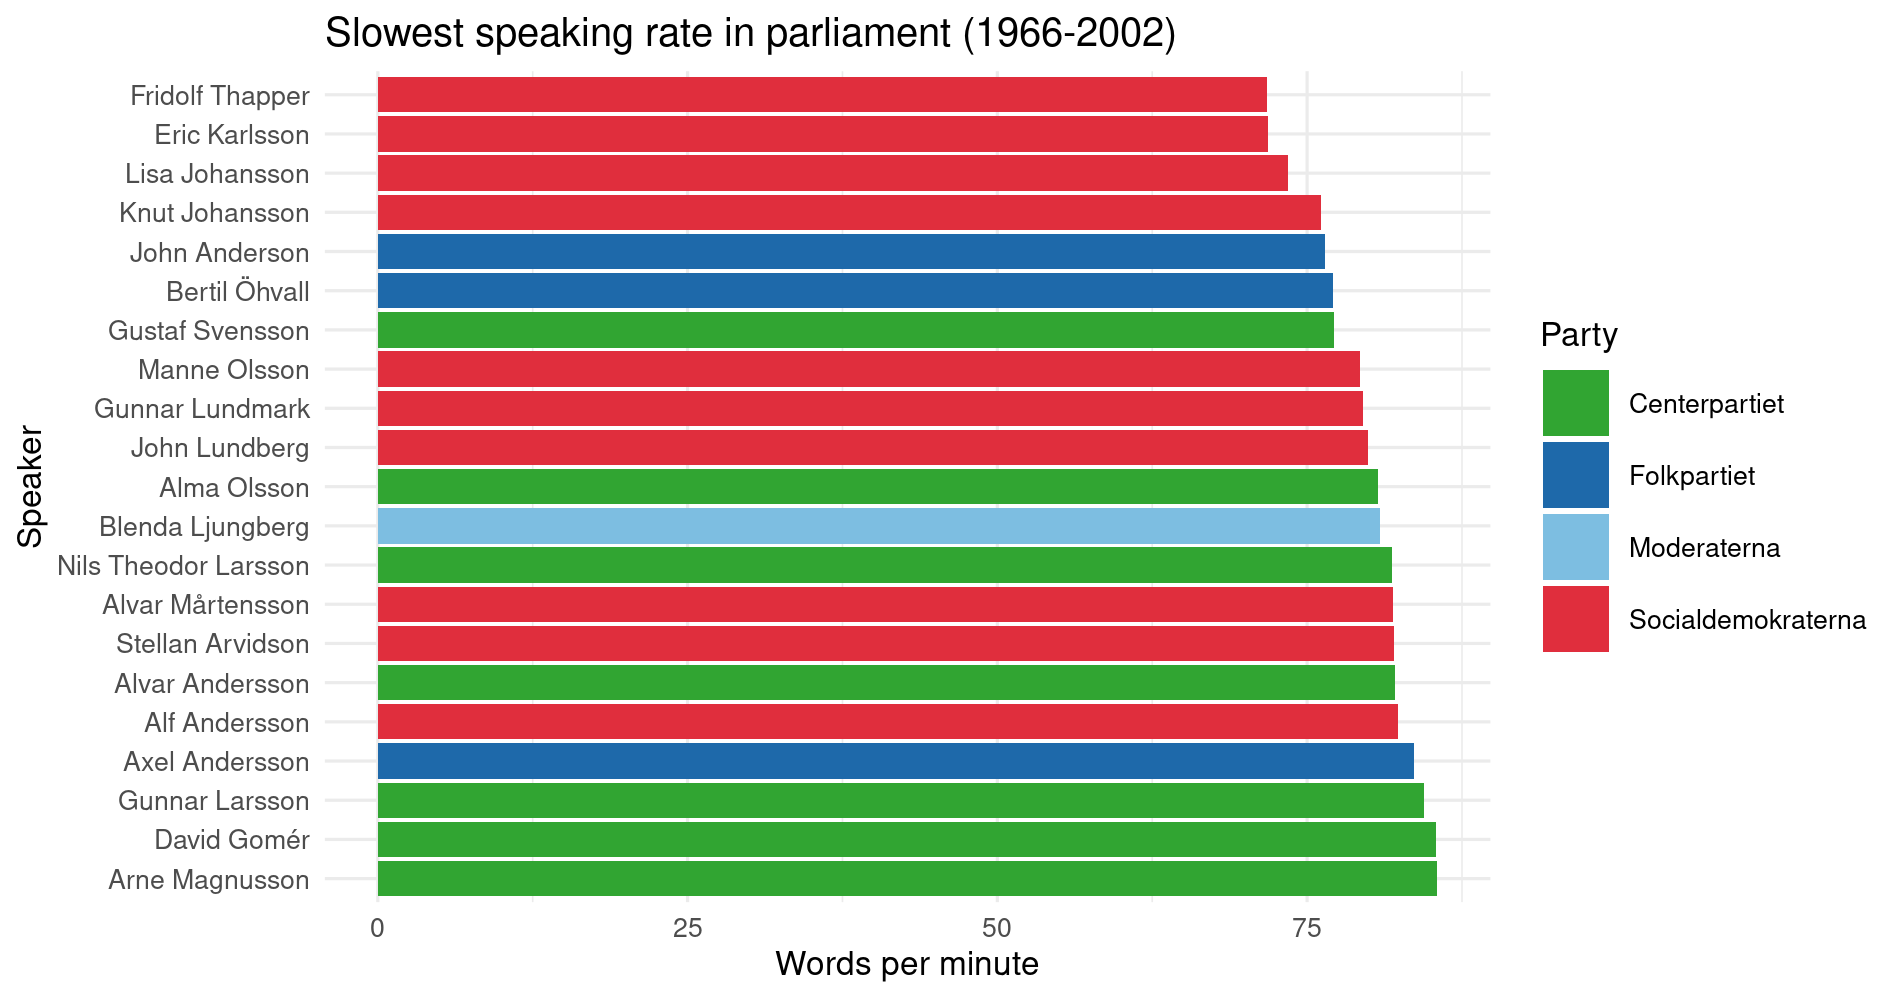 Slowest speaking rate in parliament (1966-2002)
Speaker
Fridolf Thapper
Eric Karlsson
Lisa Johansson
Knut Johansson
John Anderson
Bertil Öhvall
Gustaf Svensson
Manne Olsson
Gunnar Lundmark
John Lundberg
Alma Olsson
Blenda Ljungberg
Nils Theodor Larsson
Alvar Mårtensson
Stellan Arvidson
Alvar Andersson
Alf Andersson
Axel Andersson
Gunnar Larsson
David Gomér
Arne Magnusson
0 25 50 75
Words per minute
Party
Centerpartiet
Folkpartiet
Moderaterna
Socialdemokraterna